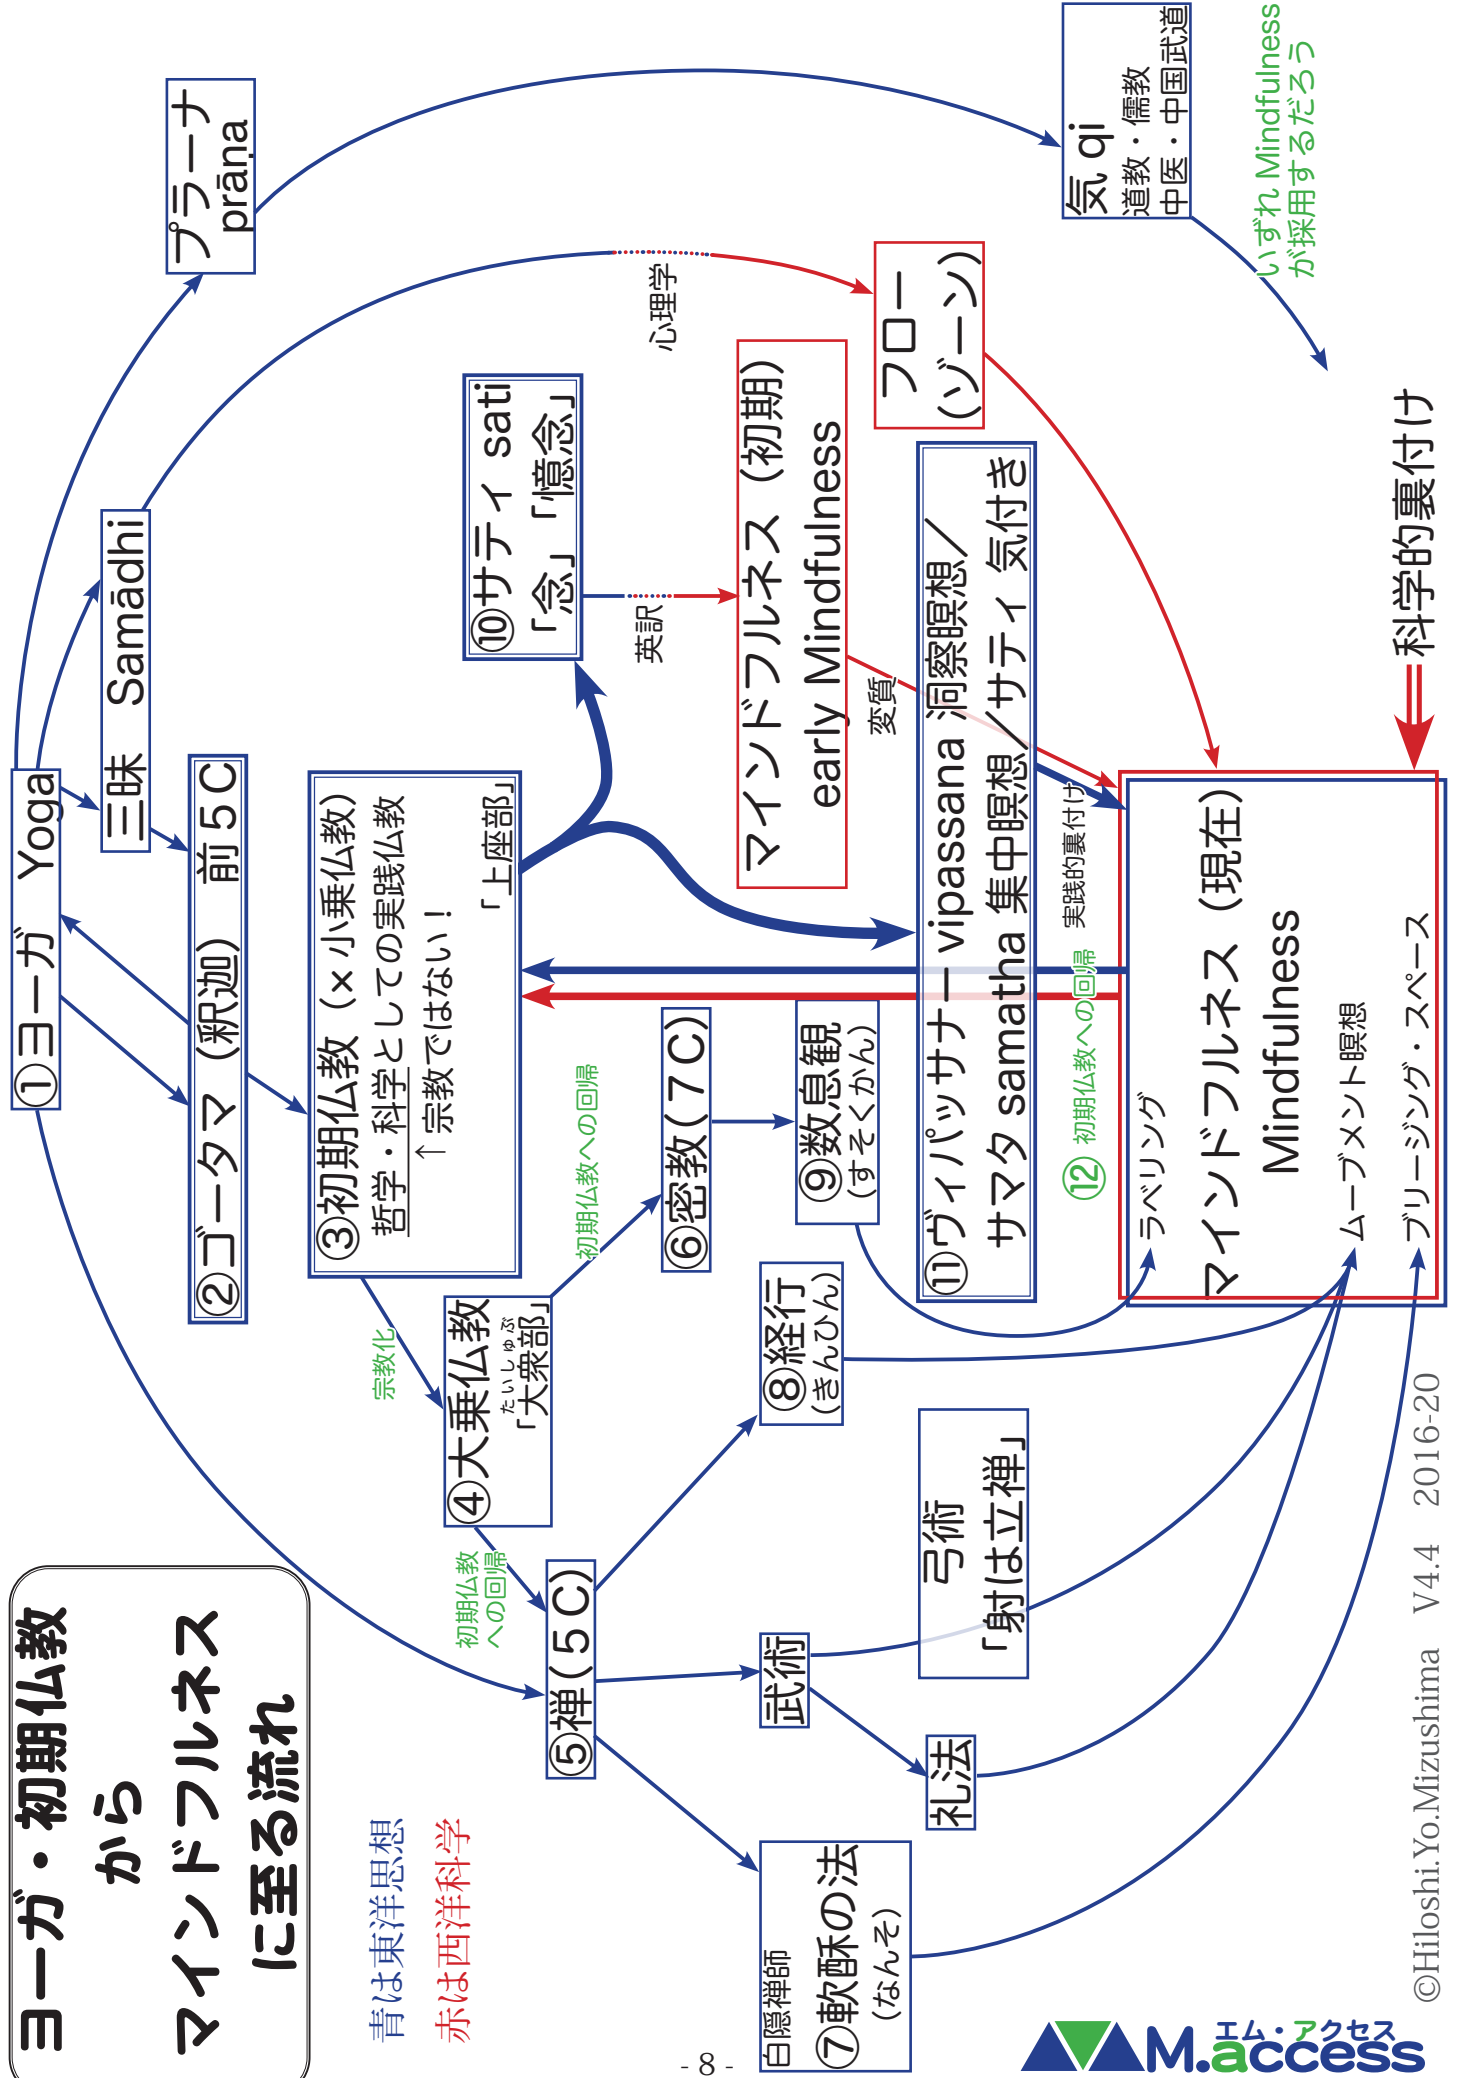 ヨーガ・初期仏教
から
マインドフルネス
に至る流れ
青は東洋思想
赤は西洋科学
①ヨーガ　Yoga
三昧　Samādhi
プラーナ
prāṇa
②ゴータマ（釈迦）　前５C
③初期仏教（× 小乗仏教）
哲学・科学としての実践仏教
↑宗教ではない！
「上座部」
宗教化
④大乗仏教
たいしゅぶ
「大衆部」
初期仏教
への回帰
初期仏教への回帰
⑤禅(５C)
⑥密教(７C)
⑩サティ sati
「念」「憶念」
英訳
心理学
マインドフルネス（初期）
early Mindfulness
変質
フロー
(ゾーン)
気 qi
道教・儒教
中医・中国武道
いずれ Mindfulness
が採用するだろう
白隠禅師
⑦軟酥の法
(なんそ)
武術
礼法
⑧経行
(きんひん)
⑨数息観
(すそくかん)
弓術
「射は立禅」
⑪ヴィパッサナー vipassana 洞察瞑想／
サマタ samatha 集中瞑想／サティ 気付き
⑫ 初期仏教への回帰
実践的裏付け
ラベリング
マインドフルネス（現在）
Mindfulness
ムーブメント瞑想
ブリージング・スペース
科学的裏付け
©Hiloshi.Yo.Mizushima　V4.4　2016-20
エム・アクセス
M.access
- 8 -